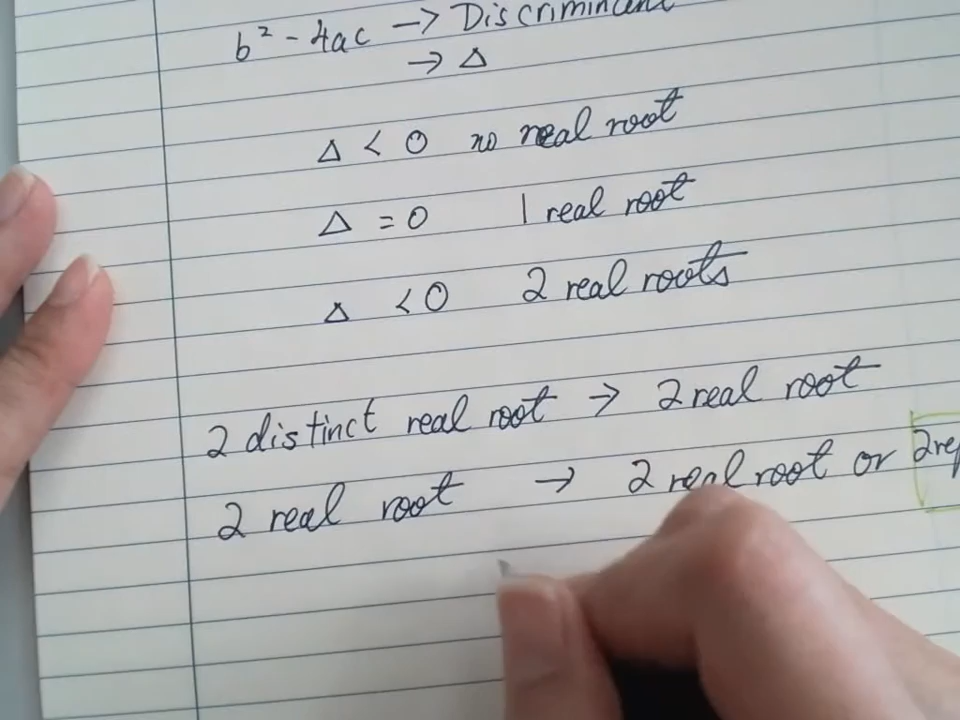 b² - 4ac → Discriminant
→ Δ
Δ < 0 no real root
Δ = 0 1 real root
Δ < 0 2 real roots
2 distinct real root → 2 real root
2 real root → 2 real root or